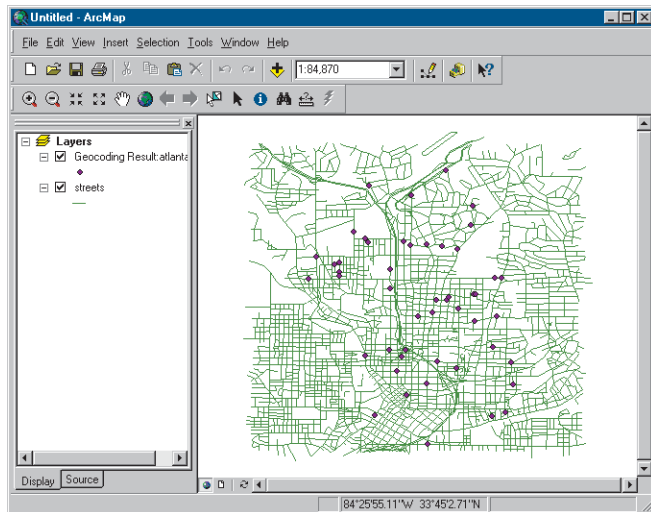 Untitled - ArcMap
File Edit View Insert Selection Tools Window Help
1:84,870
Layers
Geocoding Result:atlanta
streets
Display Source
84°25'55.11"W 33°45'2.71"N